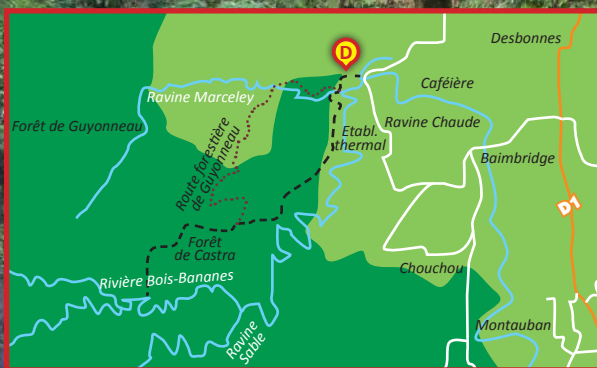 Desbonnes
D
Caféière
Ravine Marceley
Forêt de Guyonneau
Route forestière
de Guyonneau
Etabl.
thermal
Ravine Chaude
Baimbridge
D1
Forêt
de Castra
Chouchou
Rivière Bois-Bananes
Ravine
Sable
Montauban